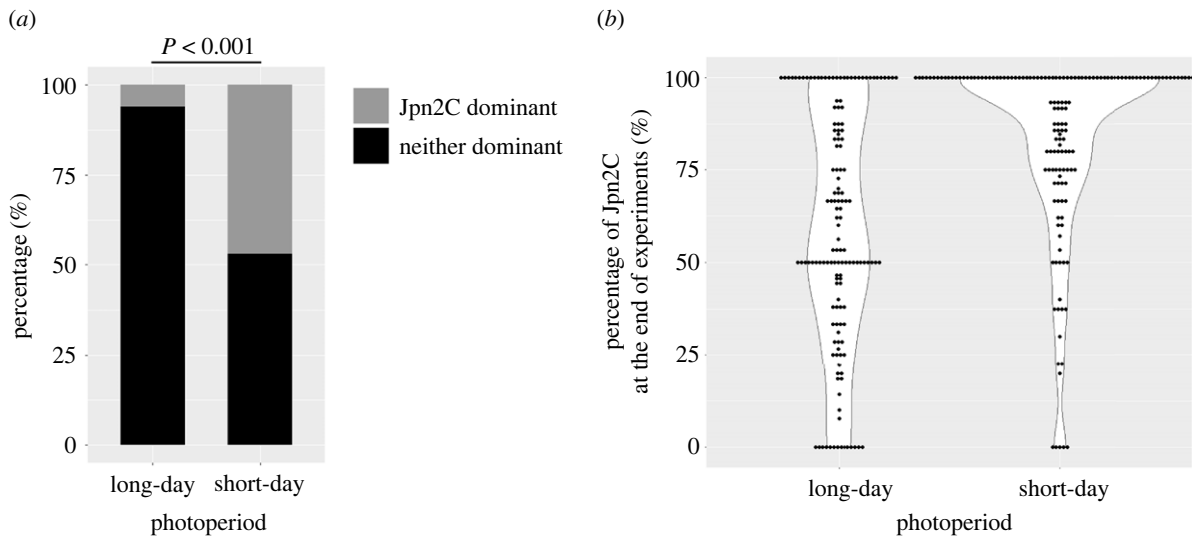 (a)
P < 0.001
100
75
50
25
0
percentage (%)
long-day short-day
photoperiod
Jpn2C dominant
neither dominant
(b)
100
75
50
25
0
percentage of Jpn2C
at the end of experiments (%)
long-day
short-day
photoperiod